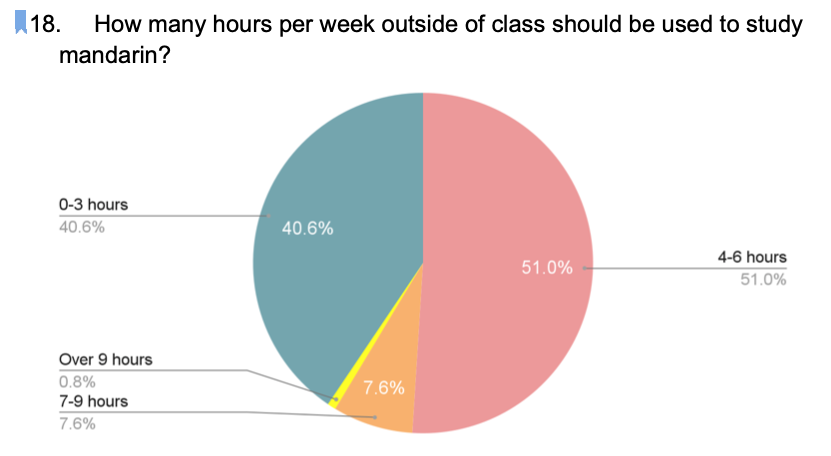 18. How many hours per week outside of class should be used to study
mandarin?
0-3 hours
40.6%
40.6%
51.0%
4-6 hours
51.0%
Over 9 hours
0.8%
7-9 hours
7.6%
7.6%